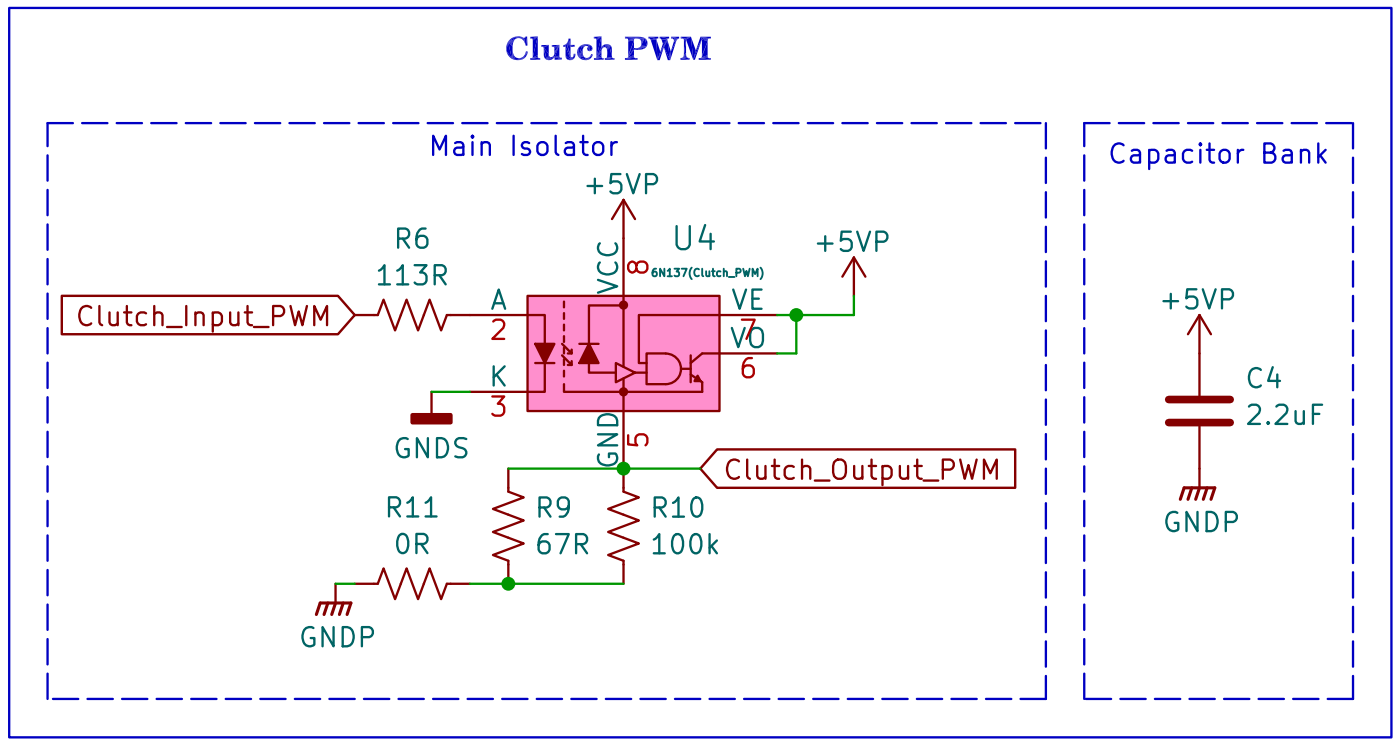 Clutch PWM
Main Isolator
Capacitor Bank
+5VP
R6
113R
U4
6N137(Clutch_PWM)
+5VP
+5VP
VCC
8
Clutch_Input_PWM
A
2
VE
7
VO
6
K
3
GNDS
GND
5
C4
2.2uF
Clutch_Output_PWM
R11
0R
R9
67R
R10
100k
GNDP
GNDP